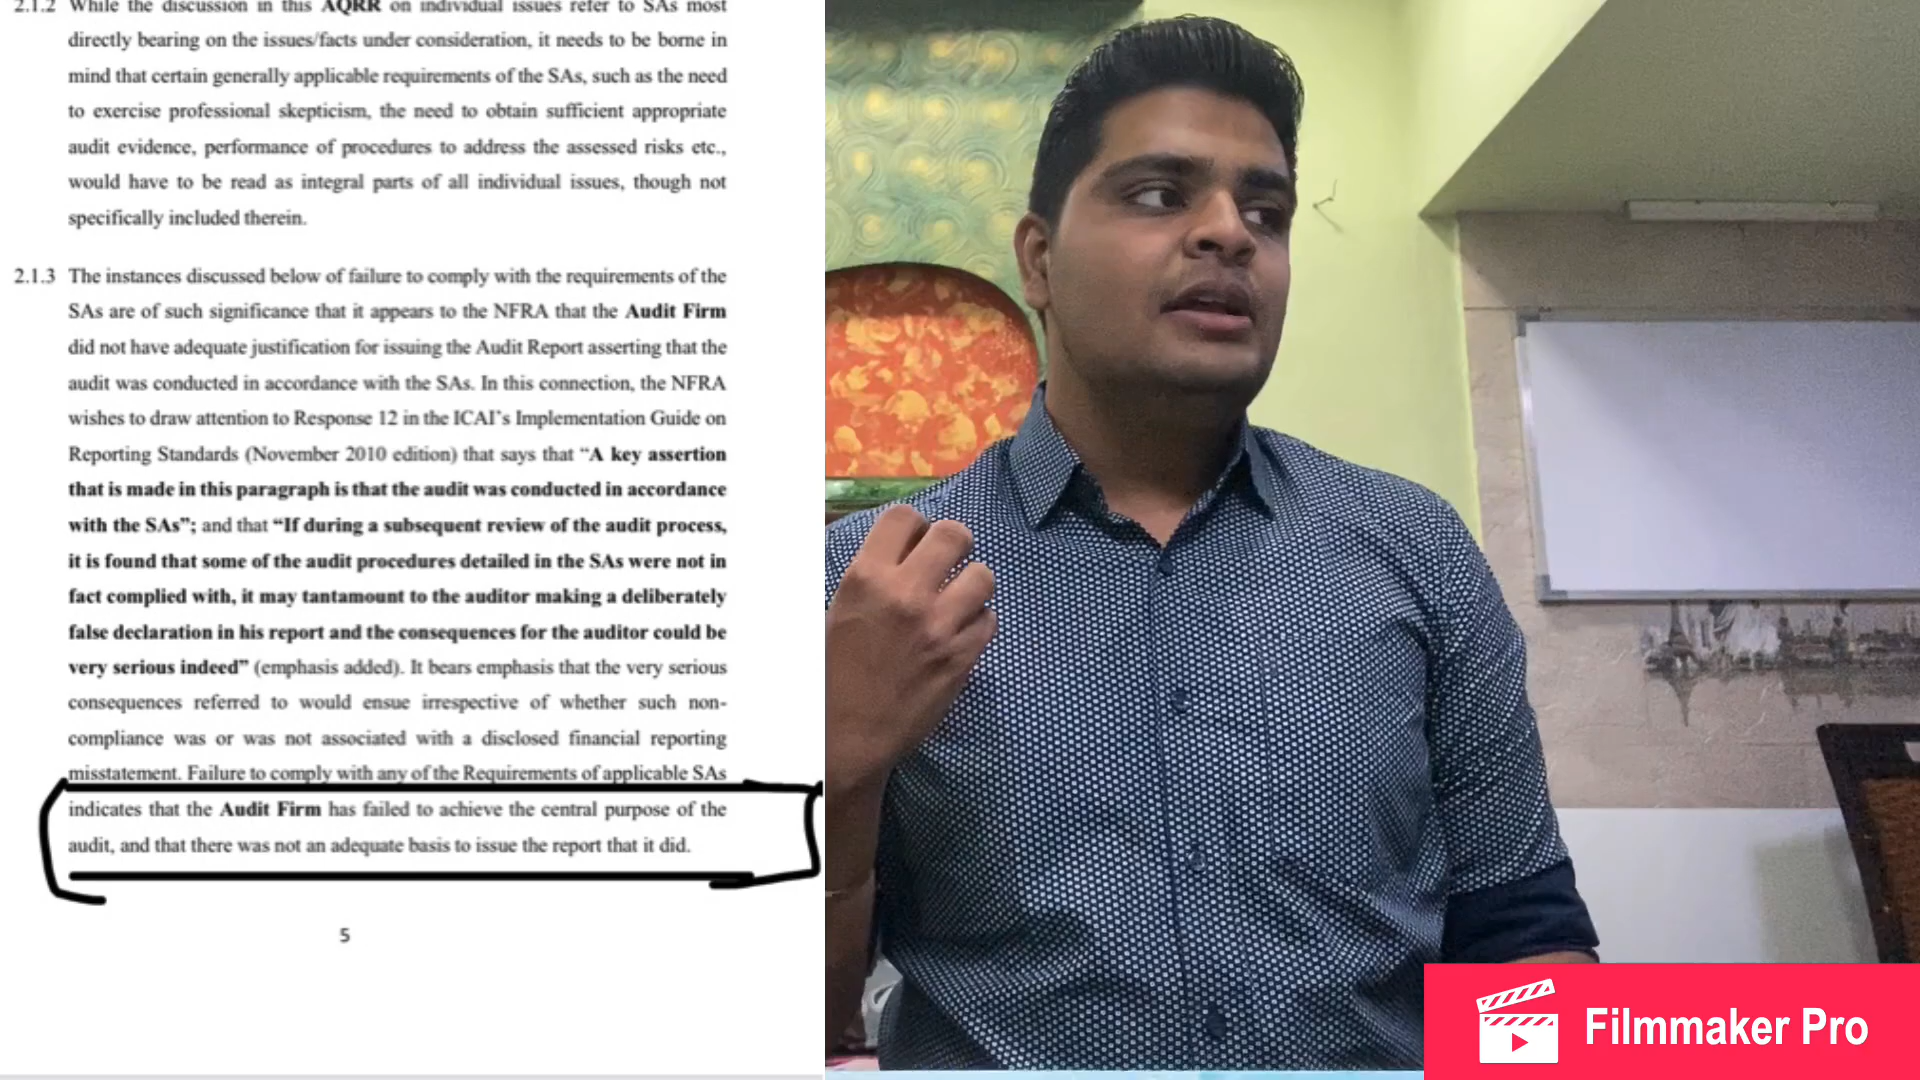 2.1.2 While the discussion in this AQRR on individual issues refer to SAs most
directly bearing on the issues/facts under consideration, it needs to be borne in
mind that certain generally applicable requirements of the SAs, such as the need
to exercise professional skepticism, the need to obtain sufficient appropriate
audit evidence, performance of procedures to address the assessed risks etc.,
would have to be read as integral parts of all individual issues, though not
specifically included therein.
2.1.3 The instances discussed below of failure to comply with the requirements of the
SAs are of such significance that it appears to the NFRA that the Audit Firm
did not have adequate justification for issuing the Audit Report asserting that the
audit was conducted in accordance with the SAs. In this connection, the NFRA
wishes to draw attention to Response 12 in the ICAI's Implementation Guide on
Reporting Standards (November 2010 edition) that says that “A key assertion
that is made in this paragraph is that the audit was conducted in accordance
with the SAs”; and that “If during a subsequent review of the audit process,
it is found that some of the audit procedures detailed in the SAs were not in
fact complied with, it may tantamount to the auditor making a deliberately
false declaration in his report and the consequences for the auditor could be
very serious indeed” (emphasis added). It bears emphasis that the very serious
consequences referred to would ensue irrespective of whether such non-
compliance was or was not associated with a disclosed financial reporting
misstatement. Failure to comply with any of the Requirements of applicable SAs
indicates that the Audit Firm has failed to achieve the central purpose of the
audit, and that there was not an adequate basis to issue the report that it did.
5
Filmmaker Pro